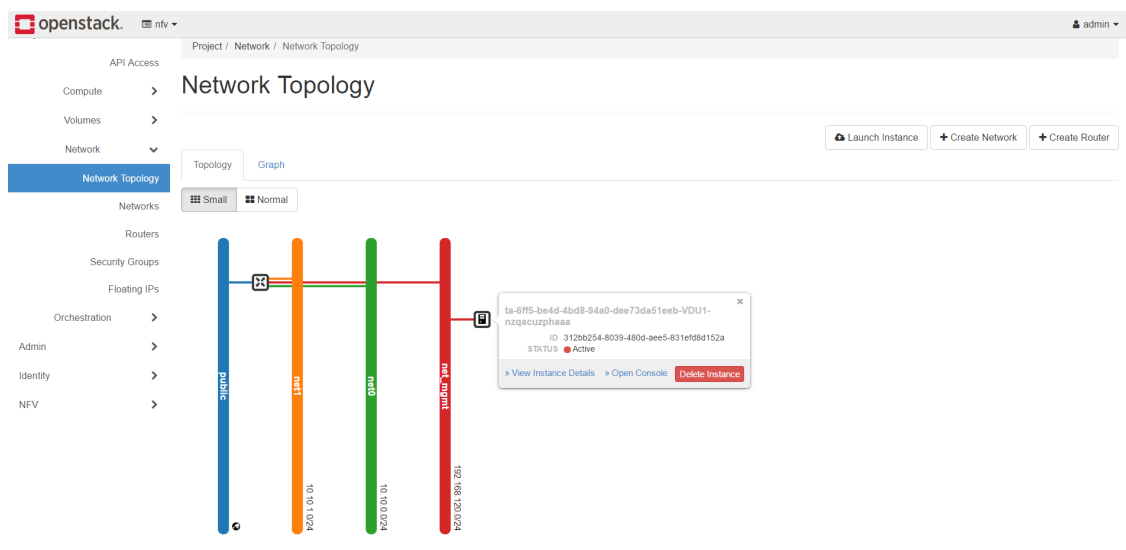 openstack. nfv admin
Project / Network / Network Topology
API Access
Compute
Volumes
Network
Network Topology
Networks
Routers
Security Groups
Floating IPs
Orchestration
Admin
Identity
NFV
Network Topology
Launch Instance + Create Network + Create Router
Topology Graph
Small Normal
public
net1
10.10.1.0/24
net0
10.10.0.0/24
net_mgmt
192.168.120.0/24
ta-6ff5-be4d-4bd8-94a0-dee73da51eeb-VDU1-
nzqacuzphaaa
ID 312bb254-8039-480d-aee5-831efd8d152a
STATUS Active
» View Instance Details » Open Console Delete Instance